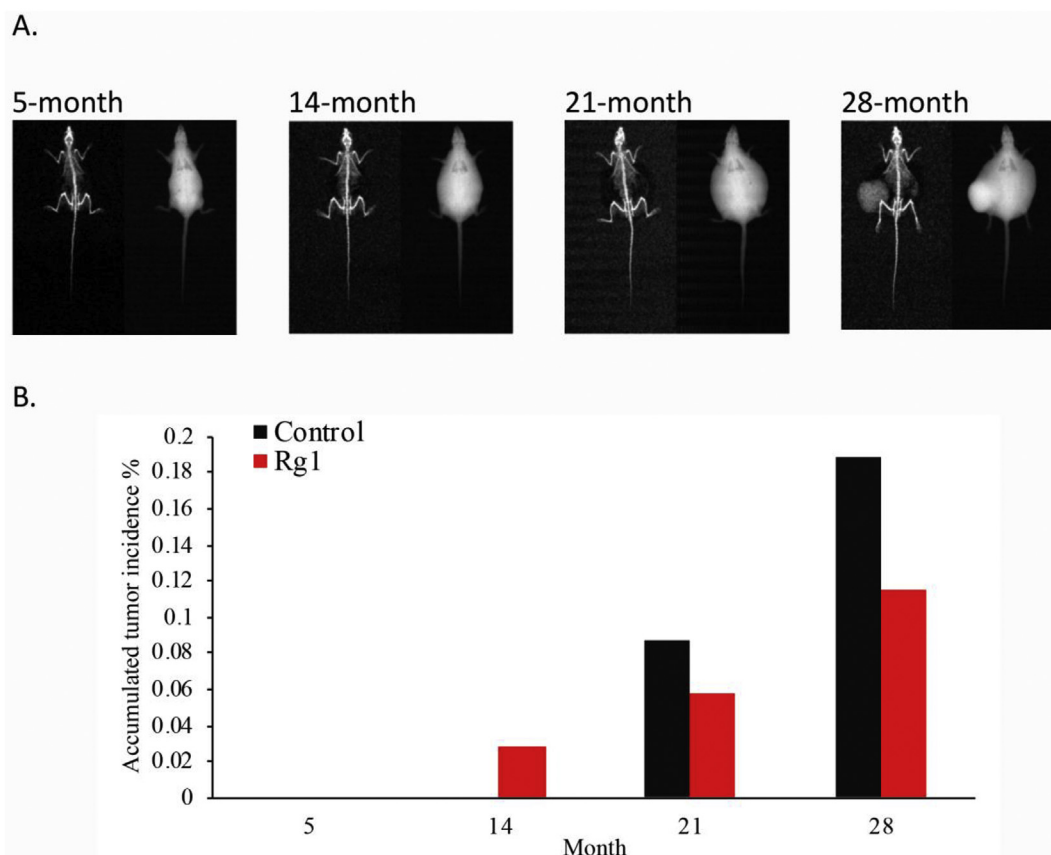 A.
5-month 14-month 21-month 28-month
B.
Control
Rg1
Accumulated tumor incidence %
0.2
0.18
0.16
0.14
0.12
0.1
0.08
0.06
0.04
0.02
0
5 14 21 28
Month